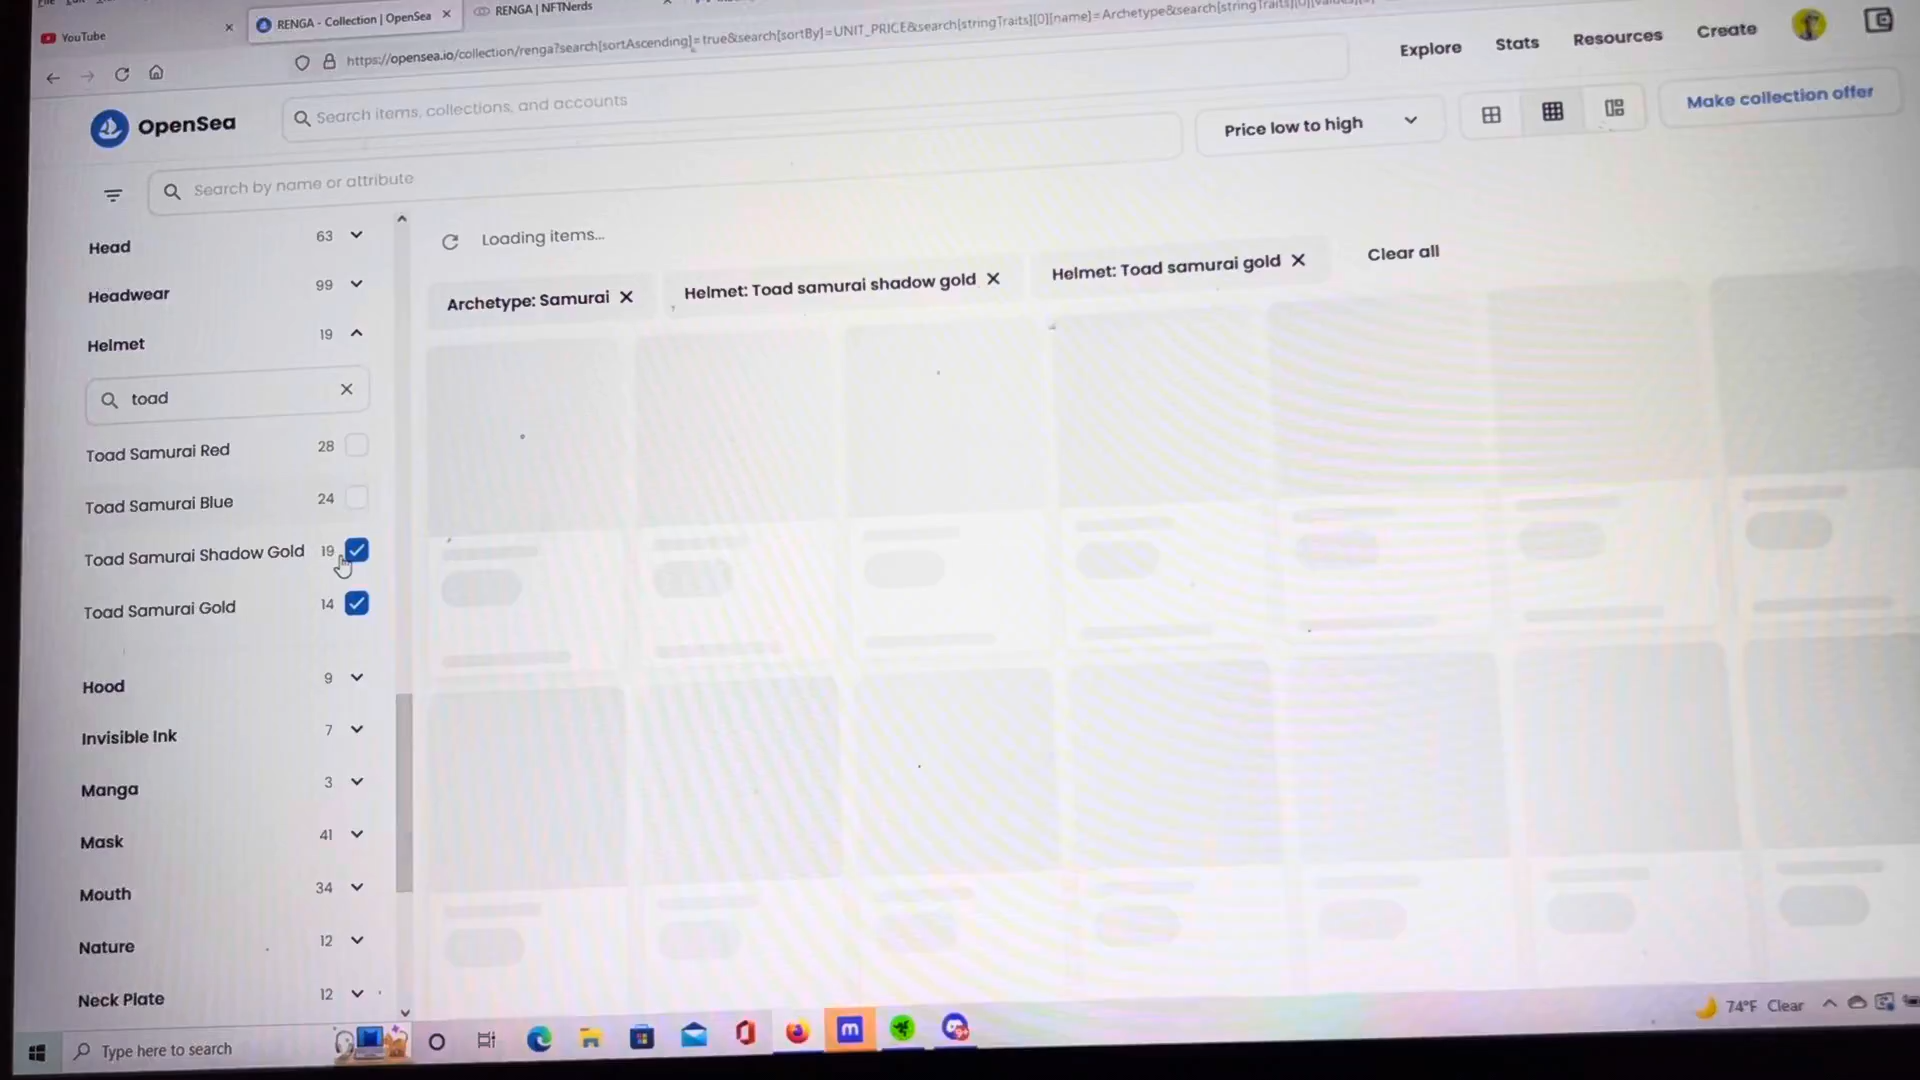 YouTube
RENGA - Collection | OpenSea
RENGA | NFTNerds
https://opensea.io/collection/renga?search[sortAscending]=true&search[sortBy]=UNIT_PRICE&search[stringTraits][0][name]=Archetype&search[stringTraits][0][values][0]
OpenSea
Search items, collections, and accounts
Explore
Stats
Resources
Create
Search by name or attribute
Price low to high
Make collection offer
Head 63
Headwear 99
Helmet 19
toad
Toad Samurai Red 28
Toad Samurai Blue 24
Toad Samurai Shadow Gold 19
Toad Samurai Gold 14
Hood 9
Invisible Ink 7
Manga 3
Mask 41
Mouth 34
Nature 12
Neck Plate 12
Loading items...
Archetype: Samurai
Helmet: Toad samurai shadow gold
Helmet: Toad samurai gold
Clear all
Type here to search
74°F Clear